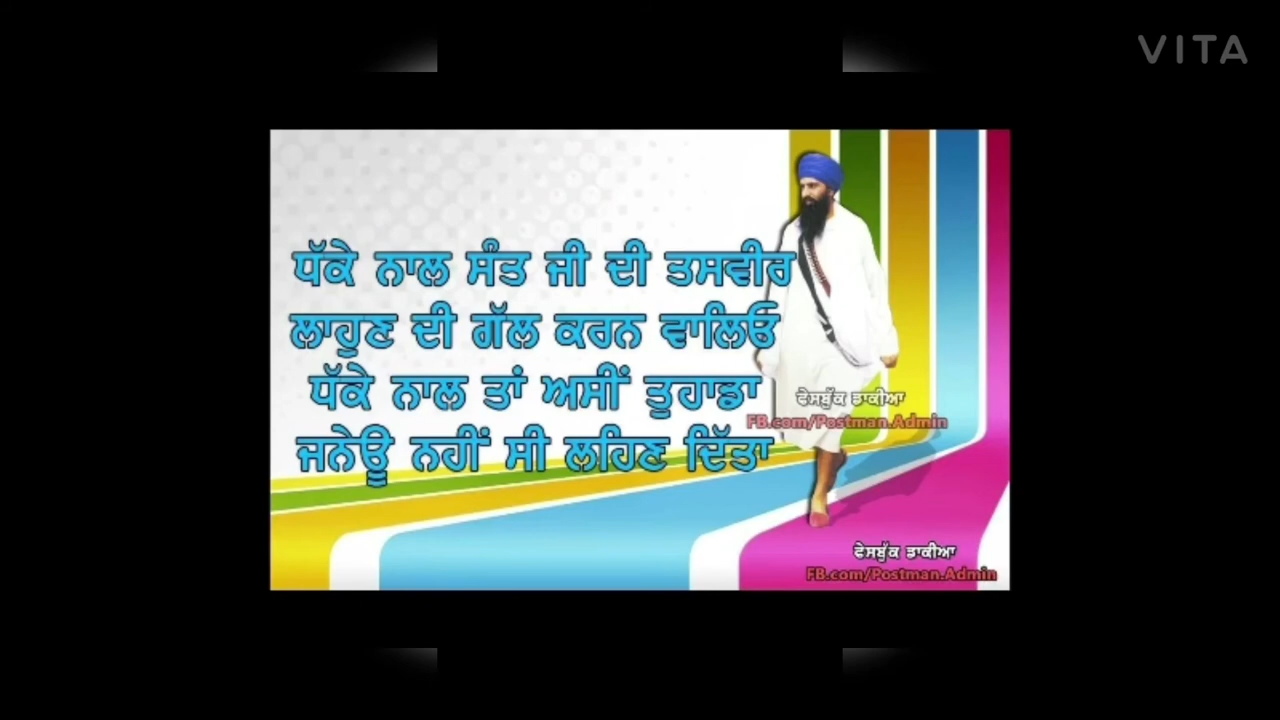 VITA
ਧੱਕੇ ਨਾਲ ਸੰਤ ਜੀ ਦੀ ਤਸਵੀਰ
ਲਾਹੁਣ ਦੀ ਗੱਲ ਕਰਨ ਵਾਲਿਓ
ਧੱਕੇ ਨਾਲ ਤਾਂ ਅਸੀਂ ਤੁਹਾਡਾ
ਜਨੇਊ ਨਹੀਂ ਸੀ ਲਹਿਣ ਦਿੱਤਾ
ਫੇਸਬੁੱਕ ਡਾਕੀਆ
FB.com/Postman.Admin
ਫੇਸਬੁੱਕ ਡਾਕੀਆ
FB.com/Postman.Admin